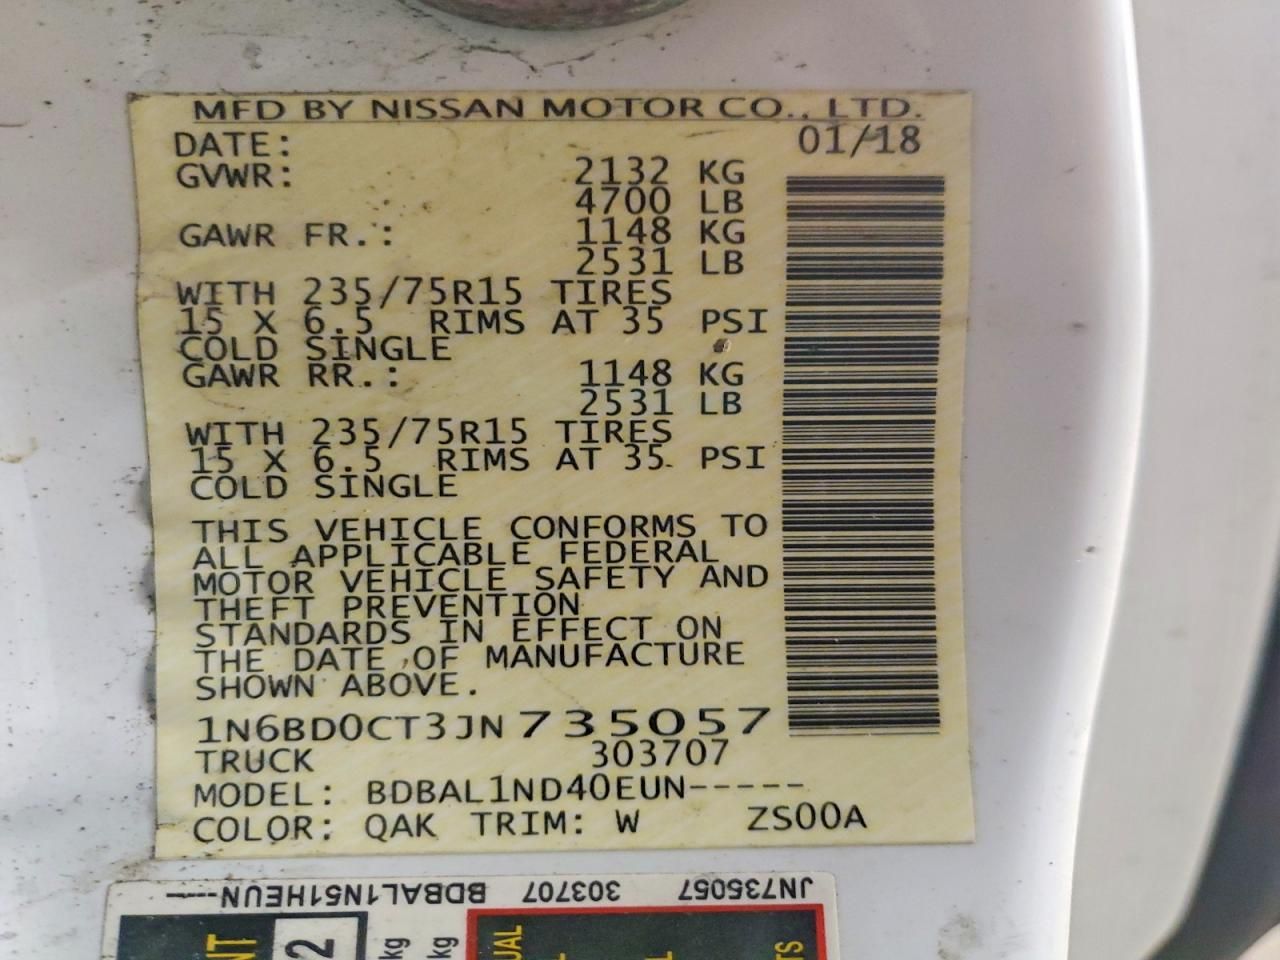 MFD BY NISSAN MOTOR CO., LTD.
DATE: 01/18
GVWR: 2132 KG
4700 LB
GAWR FR.: 1148 KG
2531 LB
WITH 235/75R15 TIRES
15 X 6.5 RIMS AT 35 PSI
COLD SINGLE
GAWR RR.: 1148 KG
2531 LB
WITH 235/75R15 TIRES
15 X 6.5 RIMS AT 35 PSI
COLD SINGLE
THIS VEHICLE CONFORMS TO
ALL APPLICABLE FEDERAL
MOTOR VEHICLE SAFETY AND
THEFT PREVENTION
STANDARDS IN EFFECT ON
THE DATE OF MANUFACTURE
SHOWN ABOVE.
1N6BD0CT3JN735057
TRUCK 303707
MODEL: BDBAL1ND40EUN-----
COLOR: QAK TRIM: W ZS00A
JN735057 303707 BDBAL1N51HEUN----
2
kg
kg